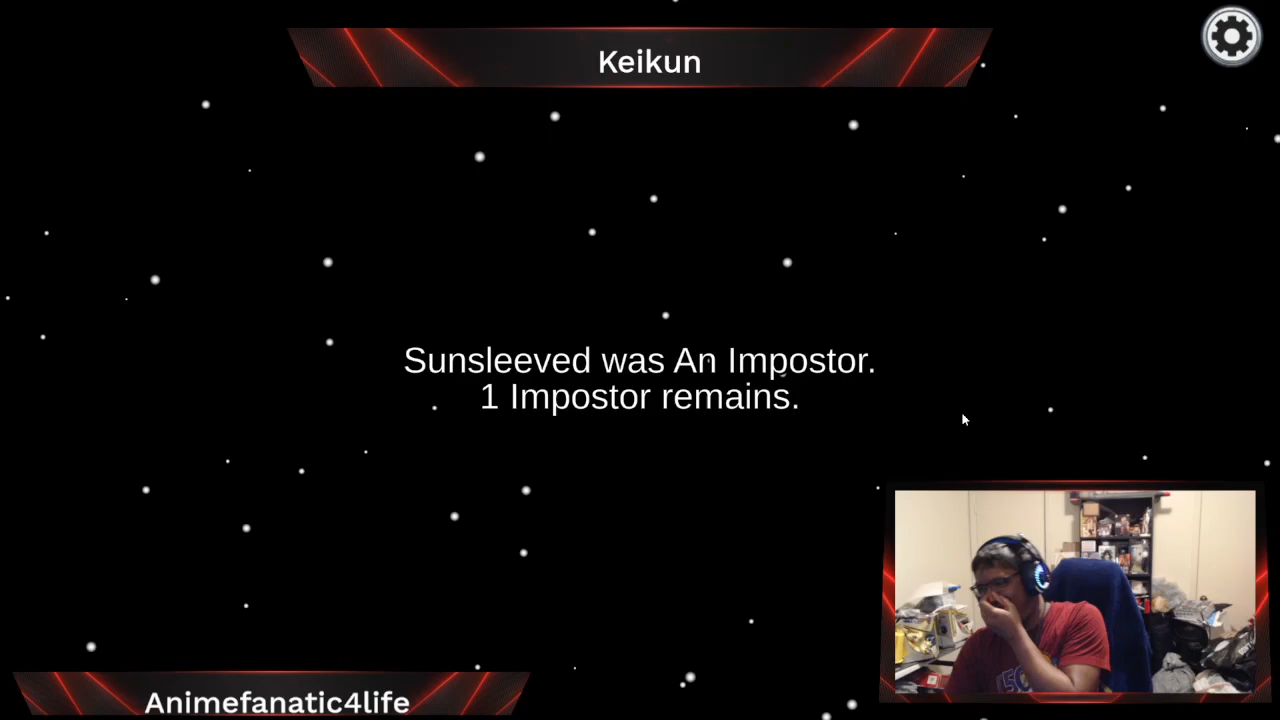 Keikun
Sunsleeved was An Impostor.
1 Impostor remains.
Animefanatic4life